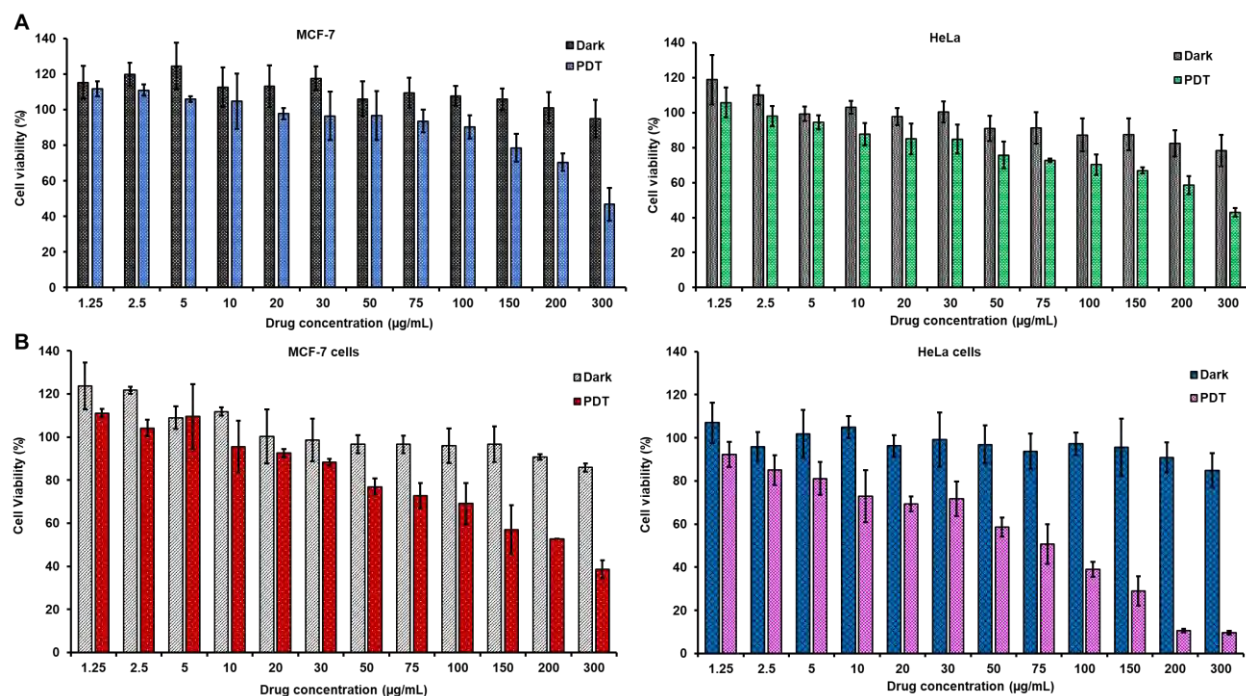 A
MCF-7
Dark
PDT
Cell viability (%)
140
120
100
80
60
40
20
0
1.25 2.5 5 10 20 30 50 75 100 150 200 300
Drug concentration (µg/mL)
HeLa
Dark
PDT
Cell viability (%)
140
120
100
80
60
40
20
0
1.25 2.5 5 10 20 30 50 75 100 150 200 300
Drug concentration (µg/mL)
B
MCF-7 cells
Dark
PDT
Cell Viability (%)
140
120
100
80
60
40
20
0
1.25 2.5 5 10 20 30 50 75 100 150 200 300
Drug concentration (µg/mL)
HeLa cells
Dark
PDT
Cell viability (%)
140
120
100
80
60
40
20
0
1.25 2.5 5 10 20 30 50 75 100 150 200 300
Drug concentration (µg/mL)